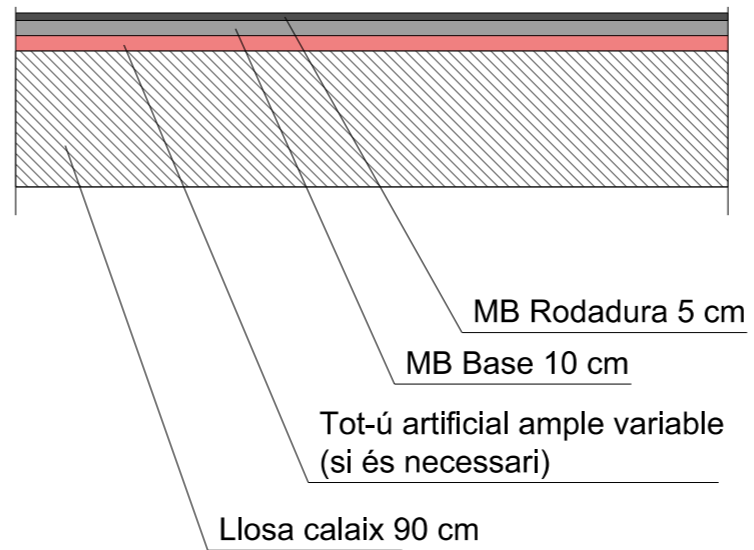 MB Rodadura 5 cm
MB Base 10 cm
Tot-ú artificial ample variable
(si és necessari)
Llosa calaix 90 cm